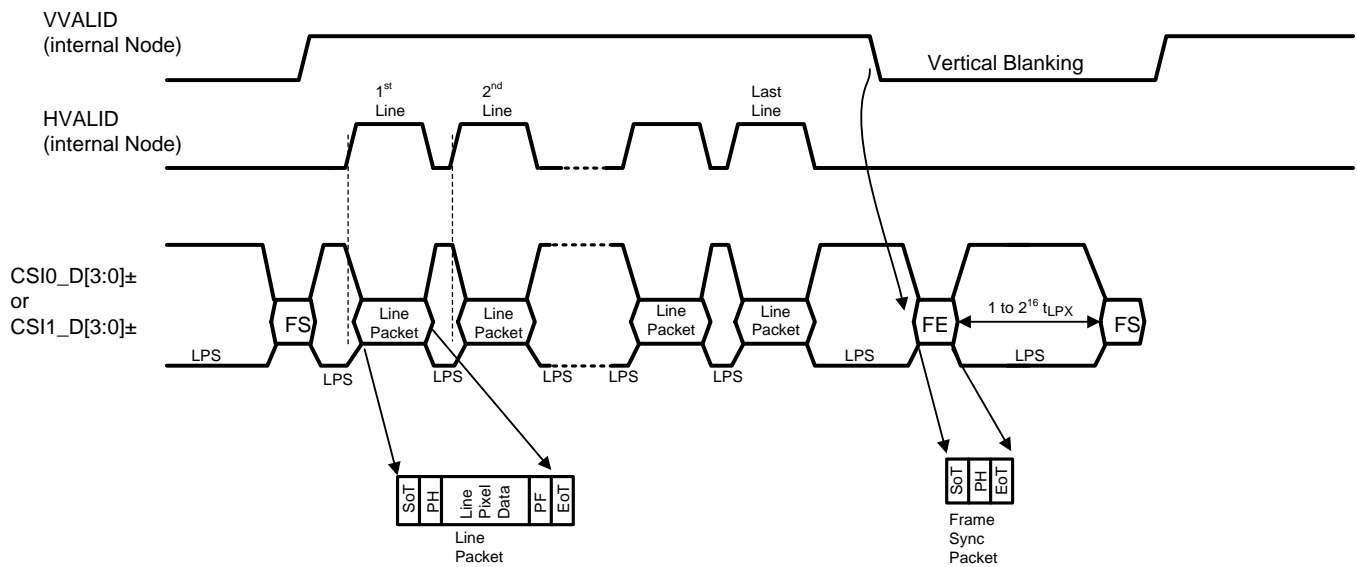 VVALID
(internal Node)
Vertical Blanking
1st
Line
2nd
Line
Last
Line
HVALID
(internal Node)
CSI0_D[3:0]±
or
CSI1_D[3:0]±
FS
Line
Packet
Line
Packet
Line
Packet
Line
Packet
FE
1 to 2^16 tLPX
FS
LPS
LPS
LPS
LPS
LPS
LPS
LPS
LPS
SoT
PH
Line
Pixel
Data
PF
EoT
Line
Packet
SoT
PH
EoT
Frame
Sync
Packet